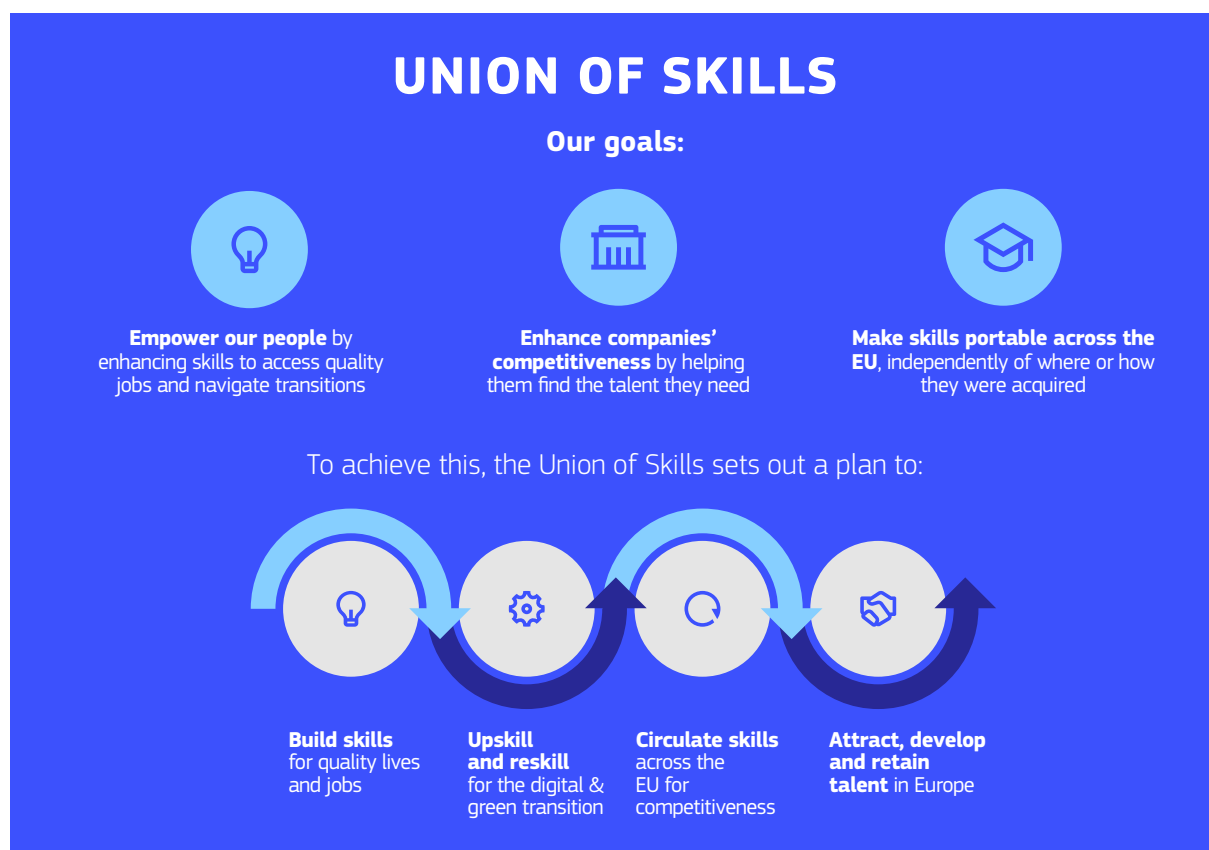 UNION OF SKILLS
Our goals:
Empower our people by
enhancing skills to access quality
jobs and navigate transitions
Enhance companies’
competitiveness by helping
them find the talent they need
Make skills portable across the
EU, independently of where or how
they were acquired
To achieve this, the Union of Skills sets out a plan to:
Build skills
for quality lives
and jobs
Upskill
and reskill
for the digital &
green transition
Circulate skills
across the
EU for
competitiveness
Attract, develop
and retain
talent in Europe